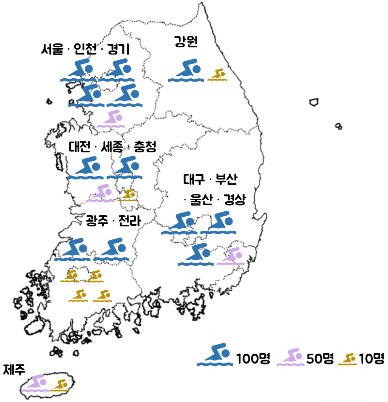 서울 · 인천 · 경기
강원
대전 · 세종 · 충청
대구 · 부산
· 울산 · 경상
광주 · 전라
제주
100명 50명 10명